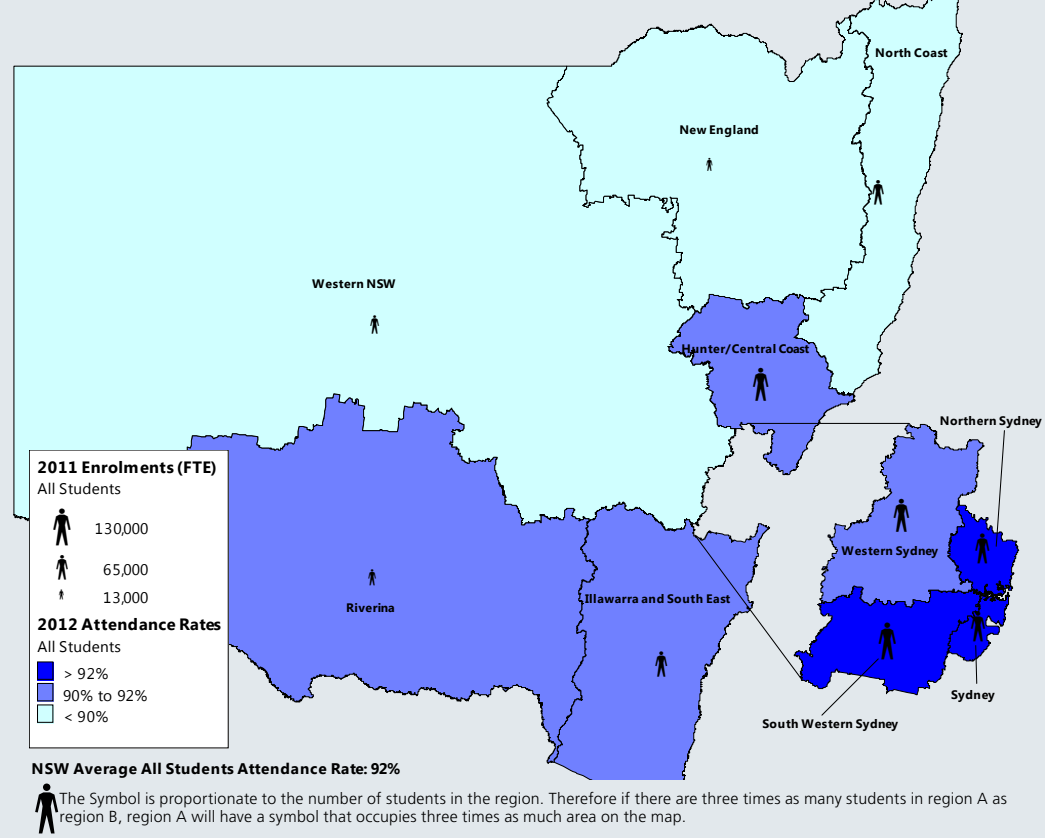 North Coast
New England
Western NSW
Hunter/Central Coast
Northern Sydney
2011 Enrolments (FTE)
All Students
130,000
65,000
13,000
2012 Attendance Rates
All Students
> 92%
90% to 92%
< 90%
Western Sydney
Riverina
Illawarra and South East
Sydney
South Western Sydney
NSW Average All Students Attendance Rate: 92%
The Symbol is proportionate to the number of students in the region. Therefore if there are three times as many students in region A as
region B, region A will have a symbol that occupies three times as much area on the map.